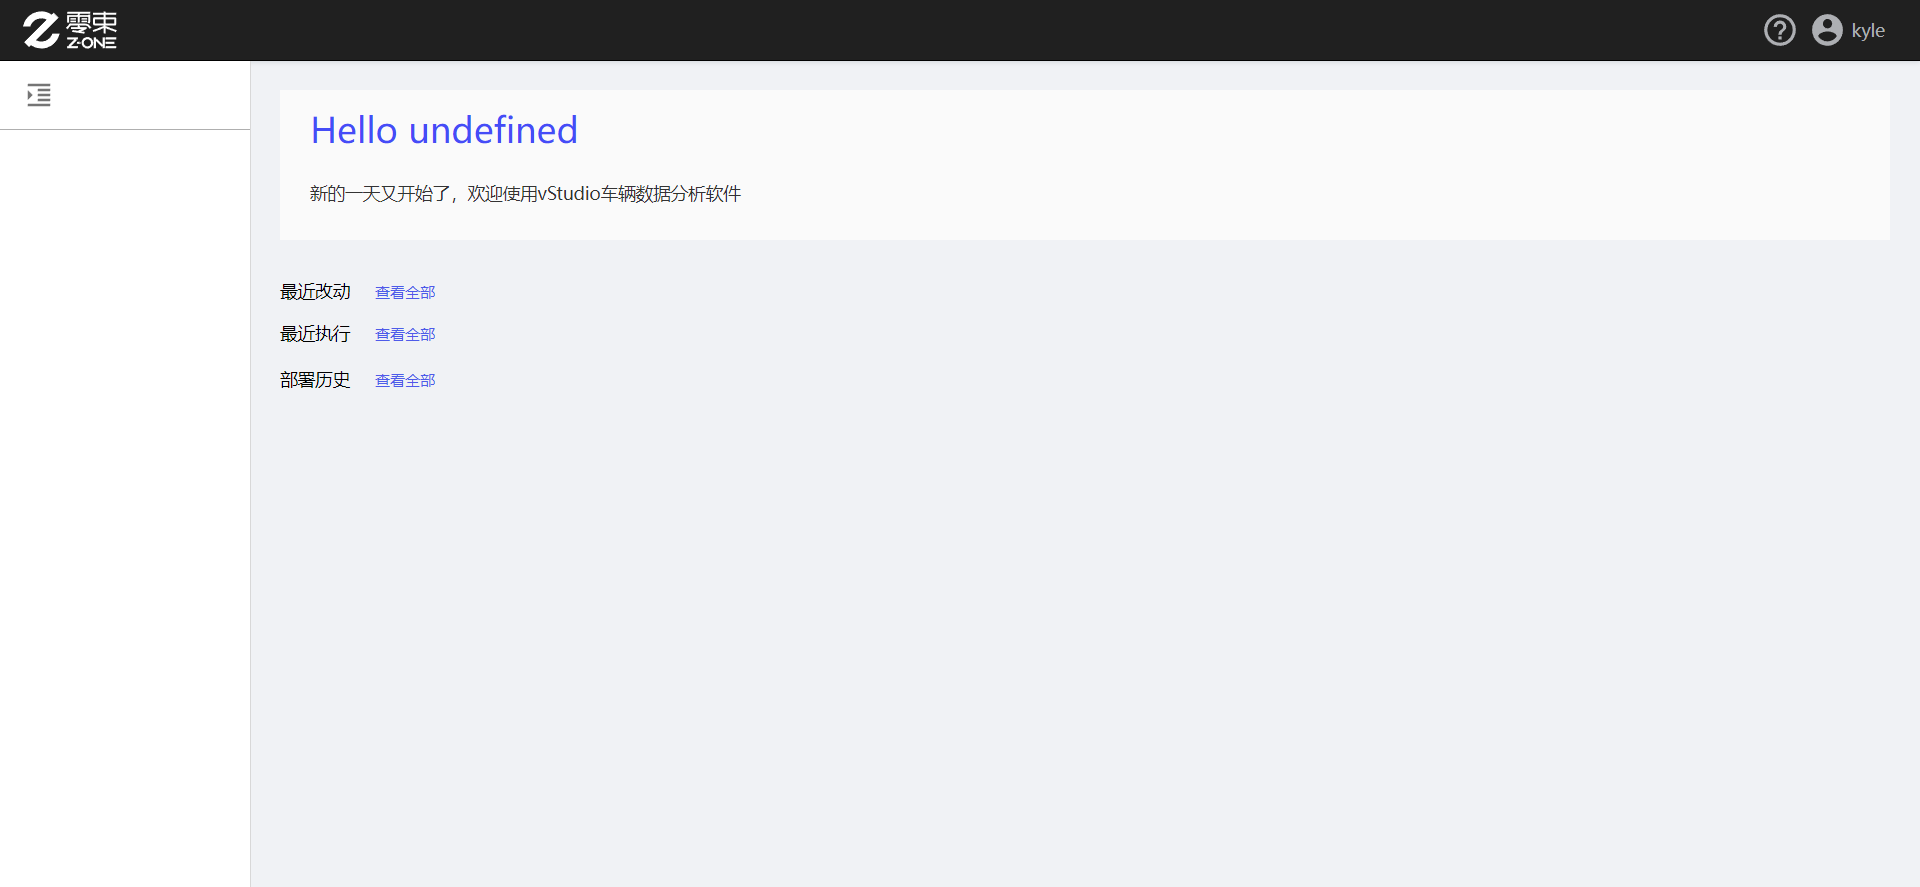 零束
Z-ONE
kyle
Hello undefined
新的一天又开始了，欢迎使用vStudio车辆数据分析软件
最近改动 查看全部
最近执行 查看全部
部署历史 查看全部